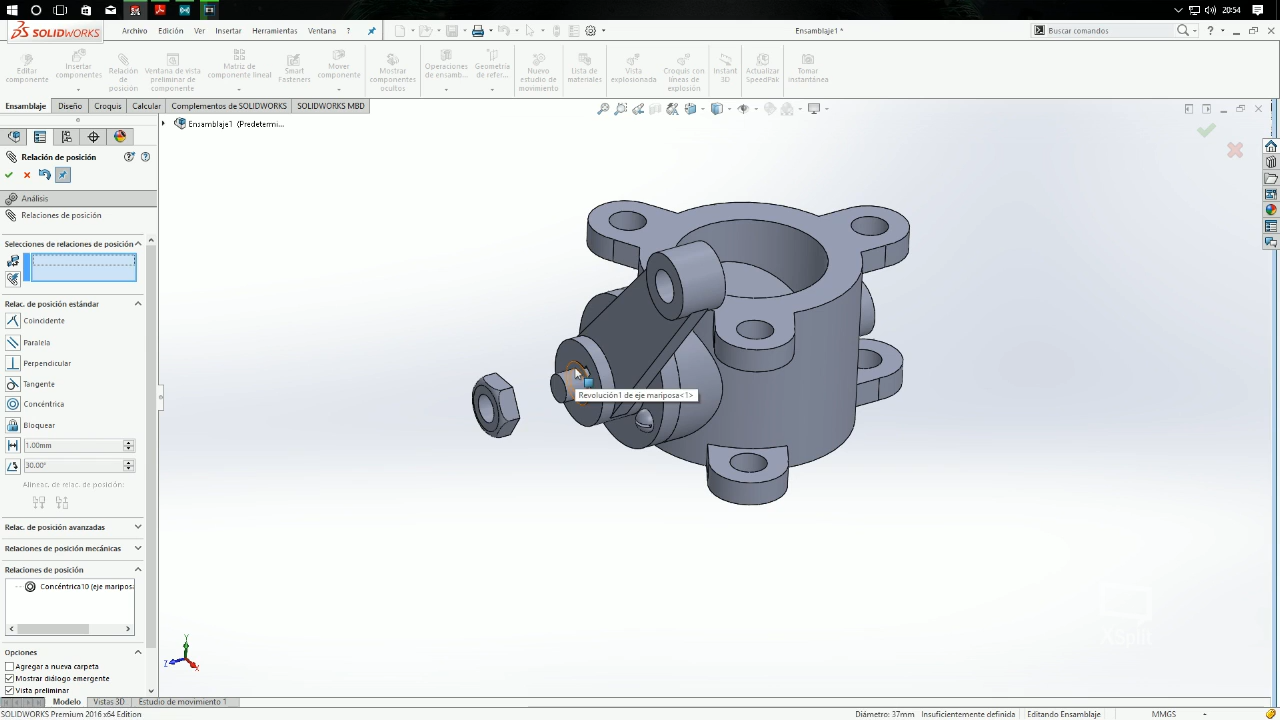 20:54
SOLIDWORKS
Archivo Edición Ver Insertar Herramientas Ventana ?
Ensamblaje1 *
Buscar comandos
Editar componente
Insertar componentes
Relación de posición
Ventana de vista preliminar de componente
Matriz de componente lineal
Smart Fasteners
Mover componente
Mostrar componentes ocultos
Operaciones de ensamb...
Geometría de refer...
Nuevo estudio de movimiento
Lista de materiales
Vista explosionada
Croquis con líneas de explosión
Instant 3D
Actualizar SpeedPak
Tomar instantánea
Ensamblaje Diseño Croquis Calcular Complementos de SOLIDWORKS SOLIDWORKS MBD
Ensamblaje1 (Predetermi...
Relación de posición
Análisis
Relaciones de posición
Selecciones de relaciones de posición
Relac. de posición estándar
Coincidente
Paralela
Perpendicular
Tangente
Concéntrica
Bloquear
1.00mm
30.00°
Alineac. de relac. de posición:
Relac. de posición avanzadas
Relaciones de posición mecánicas
Relaciones de posición
Concéntrica10 (eje maripos
Opciones
Agregar a nueva carpeta
Mostrar diálogo emergente
Vista preliminar
Revolución1 de eje mariposa<1>
XSplit
Y
Z
X
Modelo Vistas 3D Estudio de movimiento 1
SOLIDWORKS Premium 2016 x64 Edition
Diámetro: 37mm Insuficientemente definida Editando Ensamblaje MMGS